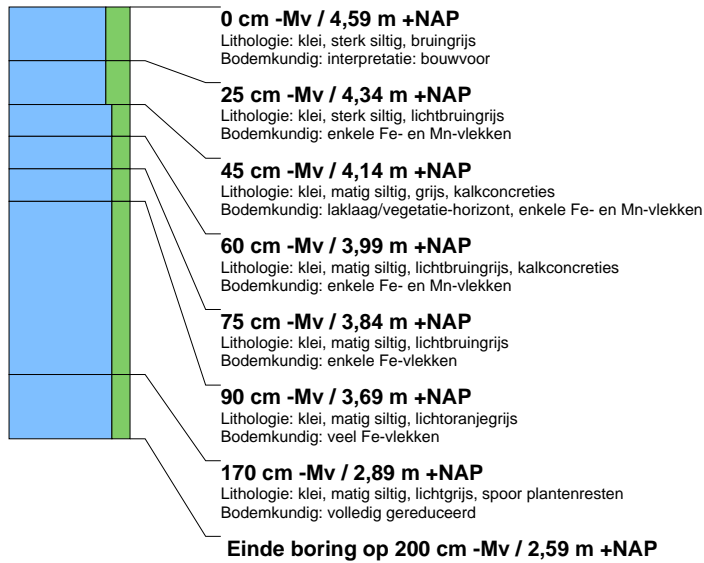 0 cm -Mv / 4,59 m +NAP
Lithologie: klei, sterk siltig, bruingrijs
Bodemkundig: interpretatie: bouwvoor
25 cm -Mv / 4,34 m +NAP
Lithologie: klei, sterk siltig, lichtbruingrijs
Bodemkundig: enkele Fe- en Mn-vlekken
45 cm -Mv / 4,14 m +NAP
Lithologie: klei, matig siltig, grijs, kalkconcreties
Bodemkundig: laklaag/vegetatie-horizont, enkele Fe- en Mn-vlekken
60 cm -Mv / 3,99 m +NAP
Lithologie: klei, matig siltig, lichtbruingrijs, kalkconcreties
Bodemkundig: enkele Fe- en Mn-vlekken
75 cm -Mv / 3,84 m +NAP
Lithologie: klei, matig siltig, lichtbruingrijs
Bodemkundig: enkele Fe-vlekken
90 cm -Mv / 3,69 m +NAP
Lithologie: klei, matig siltig, lichtoranjegrijs
Bodemkundig: veel Fe-vlekken
170 cm -Mv / 2,89 m +NAP
Lithologie: klei, matig siltig, lichtgrijs, spoor plantenresten
Bodemkundig: volledig gereduceerd
Einde boring op 200 cm -Mv / 2,59 m +NAP